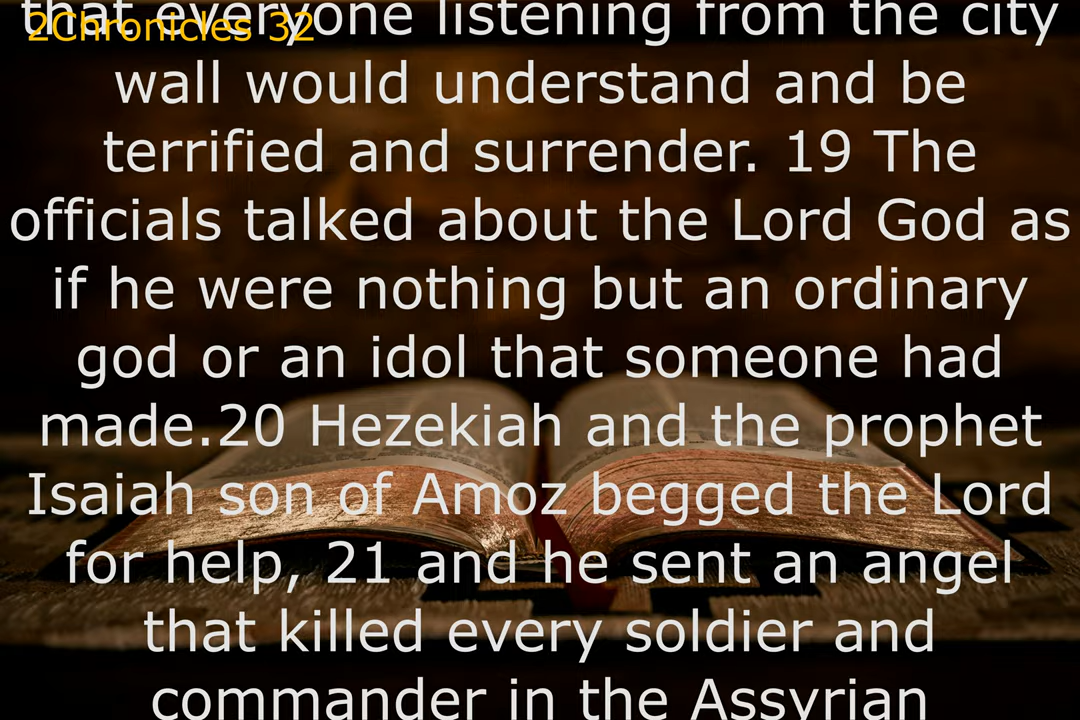 2Chronicles 32
that everyone listening from the city
wall would understand and be
terrified and surrender. 19 The
officials talked about the Lord God as
if he were nothing but an ordinary
god or an idol that someone had
made.20 Hezekiah and the prophet
Isaiah son of Amoz begged the Lord
for help, 21 and he sent an angel
that killed every soldier and
commander in the Assyrian